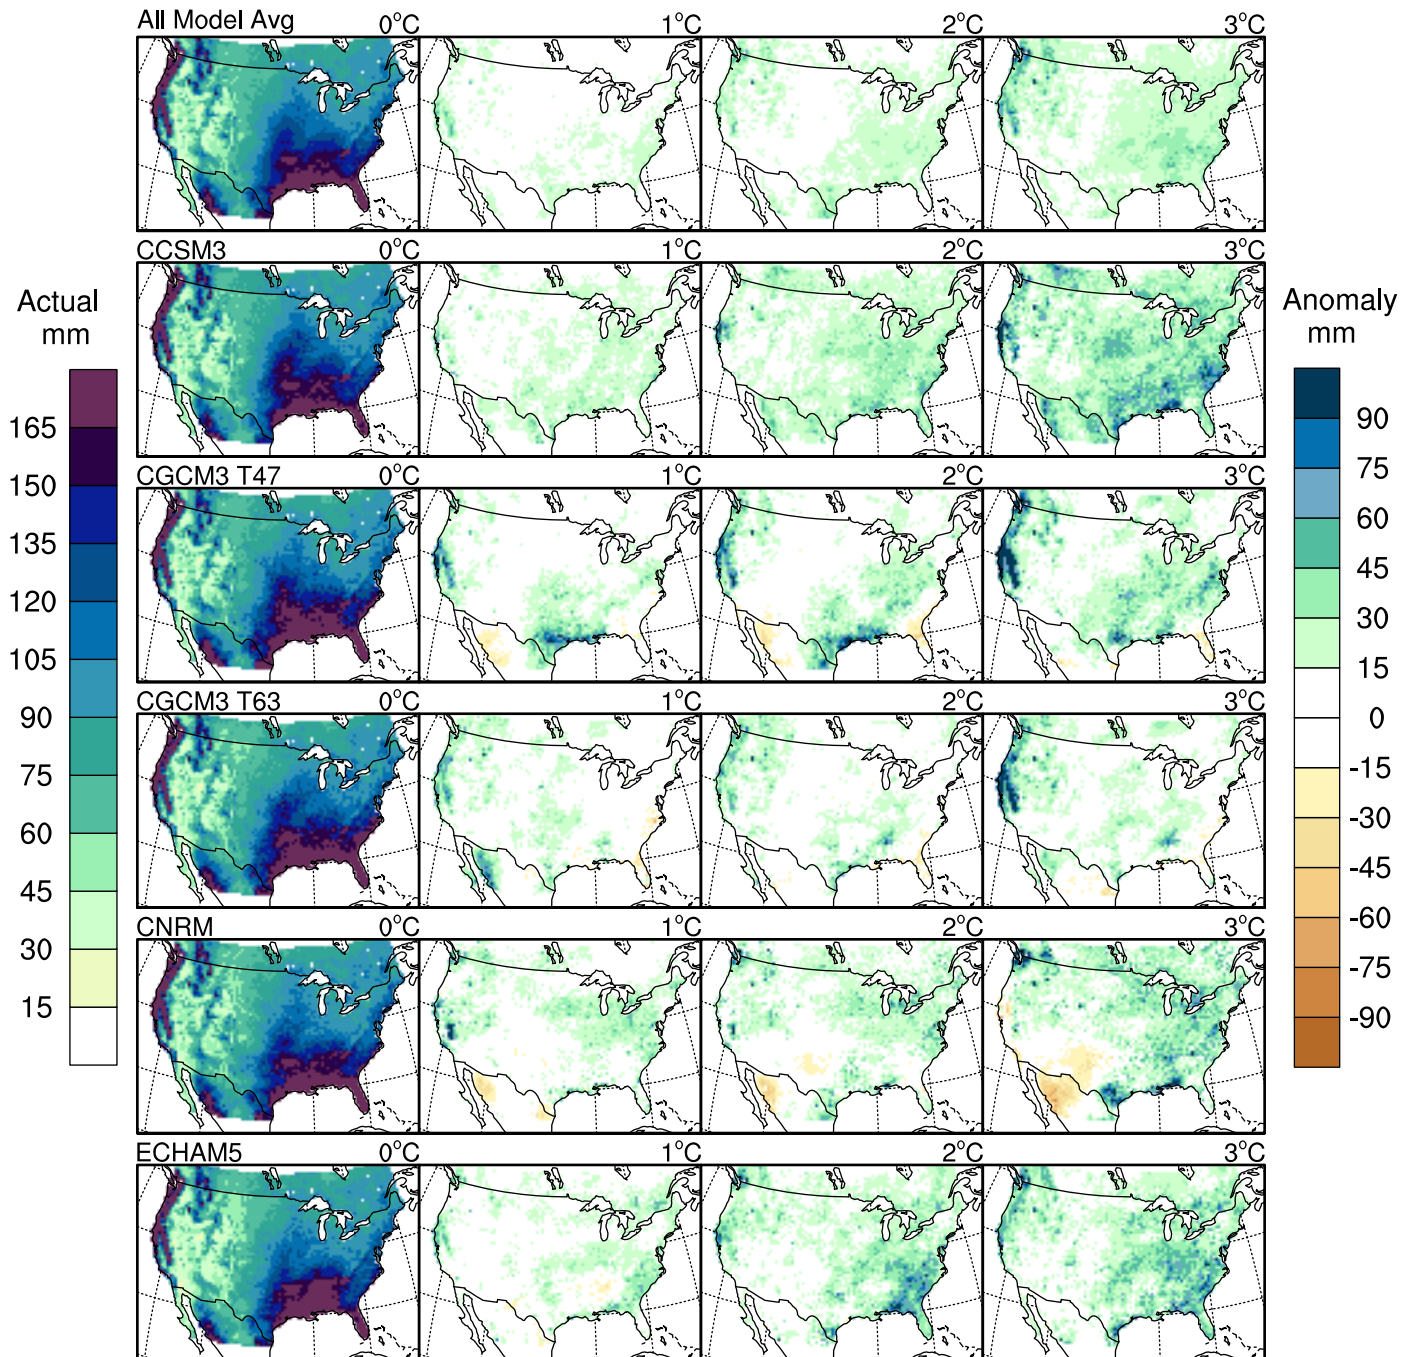 All Model Avg 0°C 1°C 2°C 3°C
CCSM3 0°C 1°C 2°C 3°C
CGCM3 T47 0°C 1°C 2°C 3°C
CGCM3 T63 0°C 1°C 2°C 3°C
CNRM 0°C 1°C 2°C 3°C
ECHAM5 0°C 1°C 2°C 3°C
Actual
mm
165
150
135
120
105
90
75
60
45
30
15
Anomaly
mm
90
75
60
45
30
15
0
-15
-30
-45
-60
-75
-90